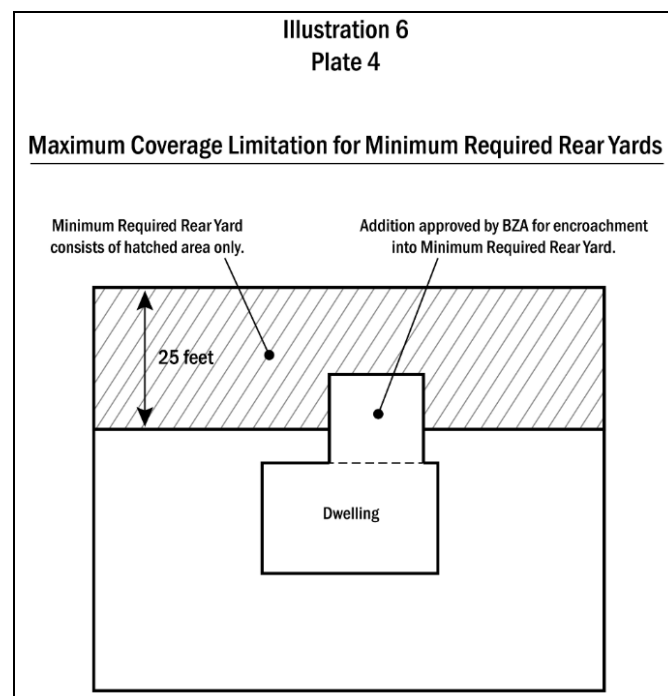 Illustration 6
Plate 4
Maximum Coverage Limitation for Minimum Required Rear Yards
Minimum Required Rear Yard
consists of hatched area only.
Addition approved by BZA for encroachment
into Minimum Required Rear Yard.
25 feet
Dwelling